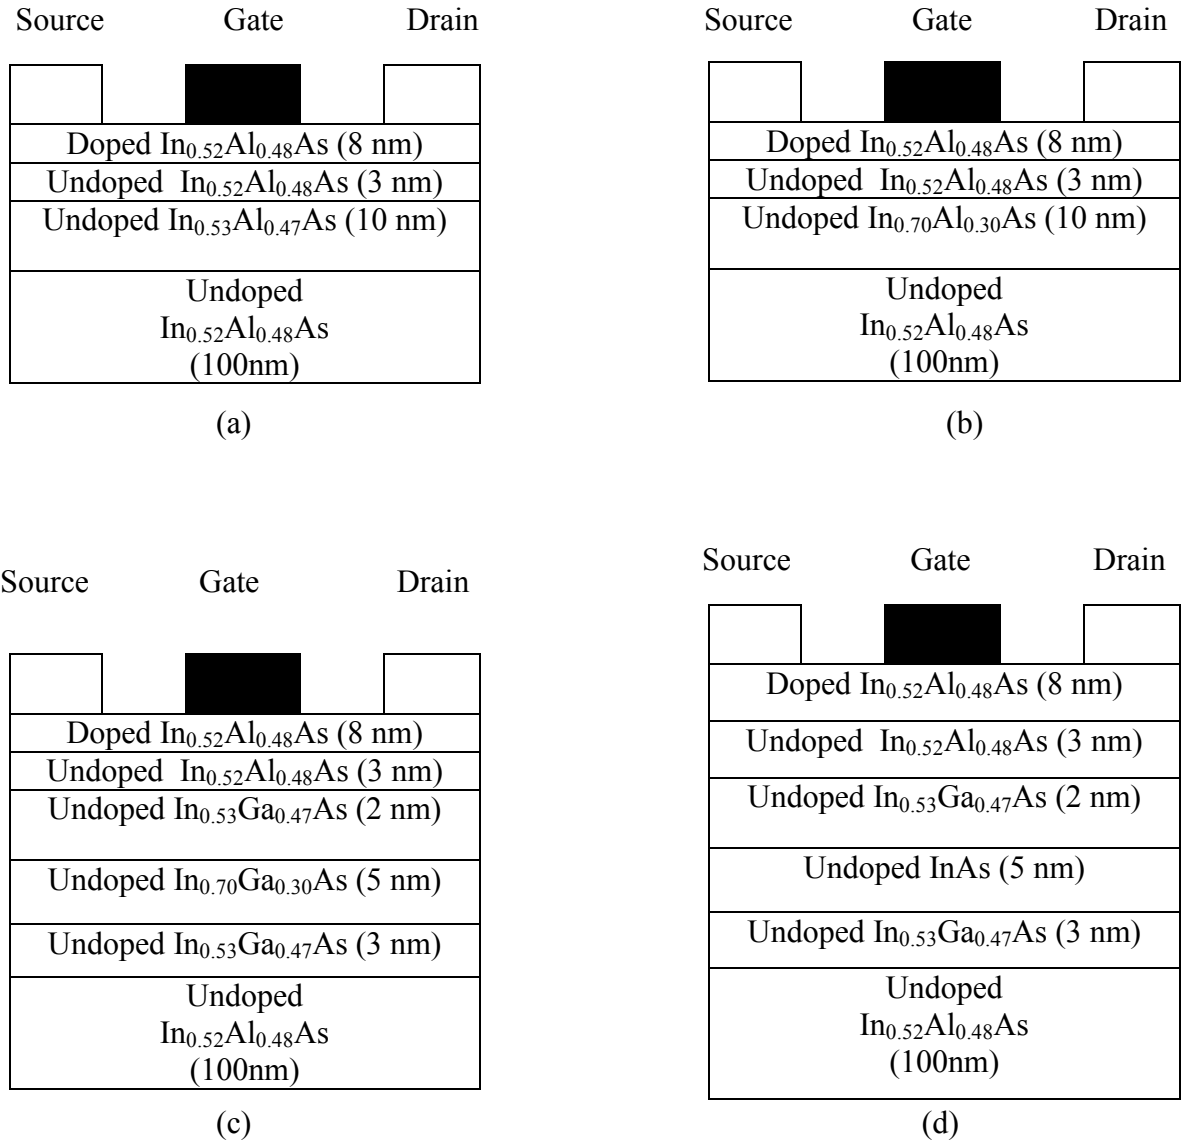 Source Gate Drain
Doped In0.52Al0.48As (8 nm)
Undoped In0.52Al0.48As (3 nm)
Undoped In0.53Al0.47As (10 nm)
Undoped
In0.52Al0.48As
(100nm)
(a)
Source Gate Drain
Doped In0.52Al0.48As (8 nm)
Undoped In0.52Al0.48As (3 nm)
Undoped In0.70Al0.30As (10 nm)
Undoped
In0.52Al0.48As
(100nm)
(b)
Source Gate Drain
Doped In0.52Al0.48As (8 nm)
Undoped In0.52Al0.48As (3 nm)
Undoped In0.53Ga0.47As (2 nm)
Undoped In0.70Ga0.30As (5 nm)
Undoped In0.53Ga0.47As (3 nm)
Undoped
In0.52Al0.48As
(100nm)
(c)
Source Gate Drain
Doped In0.52Al0.48As (8 nm)
Undoped In0.52Al0.48As (3 nm)
Undoped In0.53Ga0.47As (2 nm)
Undoped InAs (5 nm)
Undoped In0.53Ga0.47As (3 nm)
Undoped
In0.52Al0.48As
(100nm)
(d)